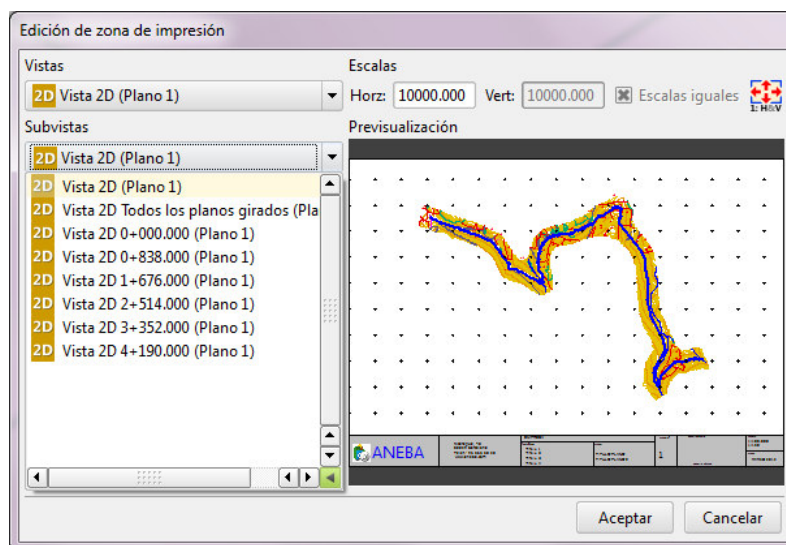 Edición de zona de impresión
Vistas
2D Vista 2D (Plano 1)
Escalas
Horz: 10000.000 Vert: 10000.000 Escalas iguales
1: H&V
Subvistas
2D Vista 2D (Plano 1)
2D Vista 2D (Plano 1)
2D Vista 2D Todos los planos girados (Pla
2D Vista 2D 0+000.000 (Plano 1)
2D Vista 2D 0+838.000 (Plano 1)
2D Vista 2D 1+676.000 (Plano 1)
2D Vista 2D 2+514.000 (Plano 1)
2D Vista 2D 3+352.000 (Plano 1)
2D Vista 2D 4+190.000 (Plano 1)
Previsualización
ANEBA
1
Aceptar
Cancelar